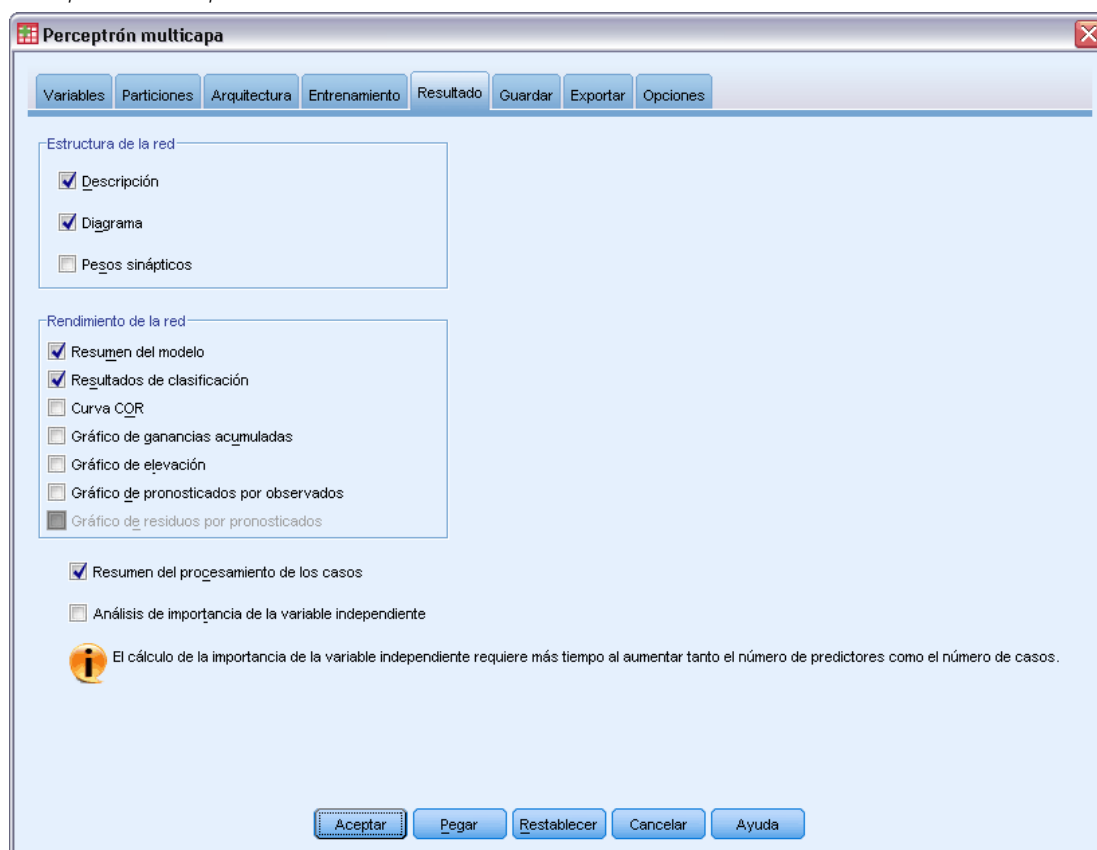 Perceptrón multicapa
Variables Particiones Arquitectura Entrenamiento Resultado Guardar Exportar Opciones
Estructura de la red
Descripción
Diagrama
Pesos sinápticos
Rendimiento de la red
Resumen del modelo
Resultados de clasificación
Curva COR
Gráfico de ganancias acumuladas
Gráfico de elevación
Gráfico de pronosticados por observados
Gráfico de residuos por pronosticados
Resumen del procesamiento de los casos
Análisis de importancia de la variable independiente
El cálculo de la importancia de la variable independiente requiere más tiempo al aumentar tanto el número de predictores como el número de casos.
Aceptar Pegar Restablecer Cancelar Ayuda